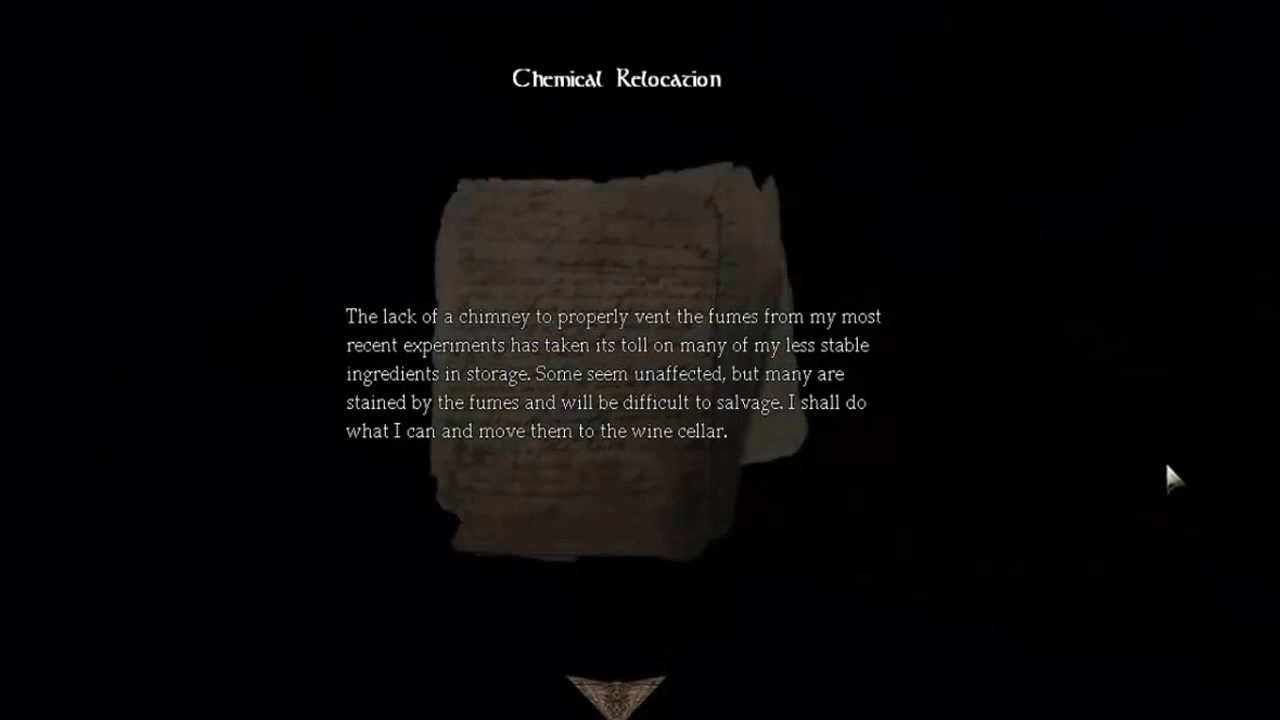 Chemical Relocation
The lack of a chimney to properly vent the fumes from my most
recent experiments has taken its toll on many of my less stable
ingredients in storage. Some seem unaffected, but many are
stained by the fumes and will be difficult to salvage. I shall do
what I can and move them to the wine cellar.